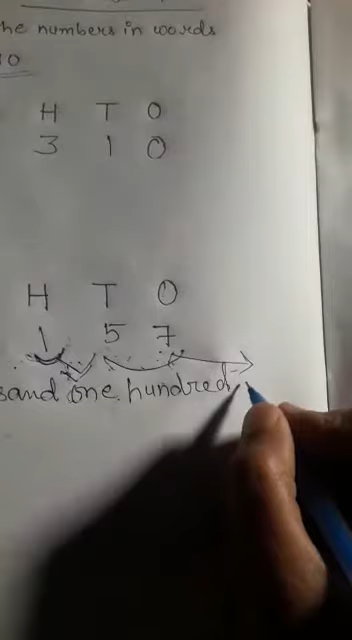 he numbers in words
10
H T O
3 1 0
H T O
1 5 7
sand one hundred